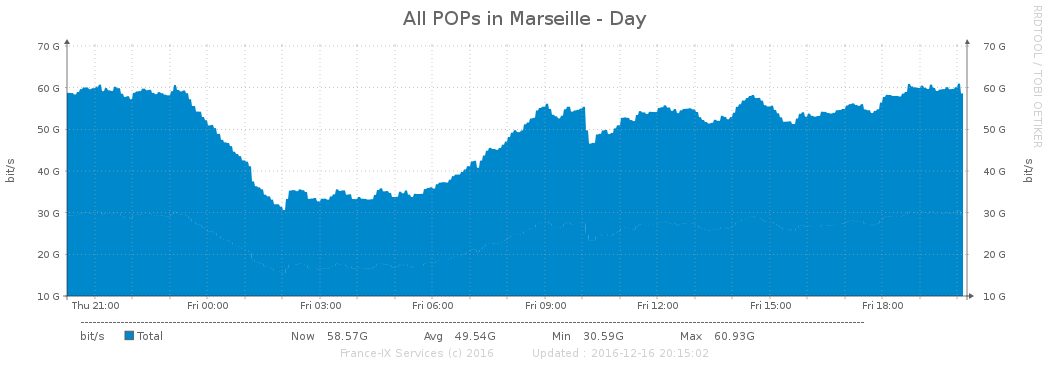 All POPs in Marseille - Day
RRDTOOL / TOBI OETIKER
70 G 70 G
60 G 60 G
50 G 50 G
40 G 40 G
30 G 30 G
20 G 20 G
10 G 10 G
bit/s bit/s
Thu 21:00 Fri 00:00 Fri 03:00 Fri 06:00 Fri 09:00 Fri 12:00 Fri 15:00 Fri 18:00
bit/s Total Now 58.57G Avg 49.54G Min 30.59G Max 60.93G
France-IX Services (c) 2016 Updated : 2016-12-16 20:15:02